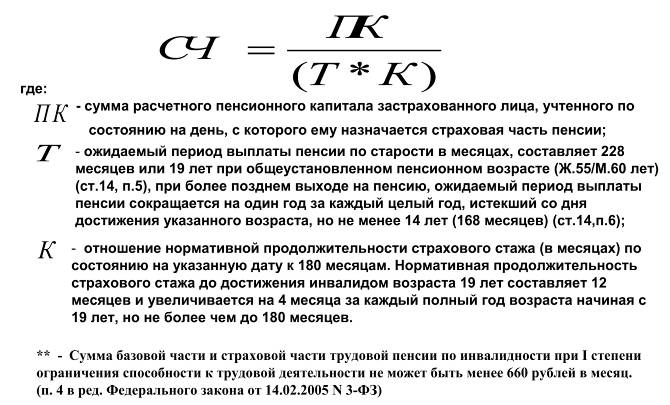 СЧ = ПК
(Т * К)
где:
ПК - сумма расчетного пенсионного капитала застрахованного лица, учтенного по
состоянию на день, с которого ему назначается страховая часть пенсии;
Т - ожидаемый период выплаты пенсии по старости в месяцах, составляет 228
месяцев или 19 лет при общеустановленном пенсионном возрасте (Ж.55/М.60 лет)
(ст.14, п.5), при более позднем выходе на пенсию, ожидаемый период выплаты
пенсии сокращается на один год за каждый целый год, истекший со дня
достижения указанного возраста, но не менее 14 лет (168 месяцев) (ст.14,п.6);
К - отношение нормативной продолжительности страхового стажа (в месяцах) по
состоянию на указанную дату к 180 месяцам. Нормативная продолжительность
страхового стажа до достижения инвалидом возраста 19 лет составляет 12
месяцев и увеличивается на 4 месяца за каждый полный год возраста начиная с
19 лет, но не более чем до 180 месяцев.
** - Сумма базовой части и страховой части трудовой пенсии по инвалидности при I степени
ограничения способности к трудовой деятельности не может быть менее 660 рублей в месяц.
(п. 4 в ред. Федерального закона от 14.02.2005 N 3-ФЗ)